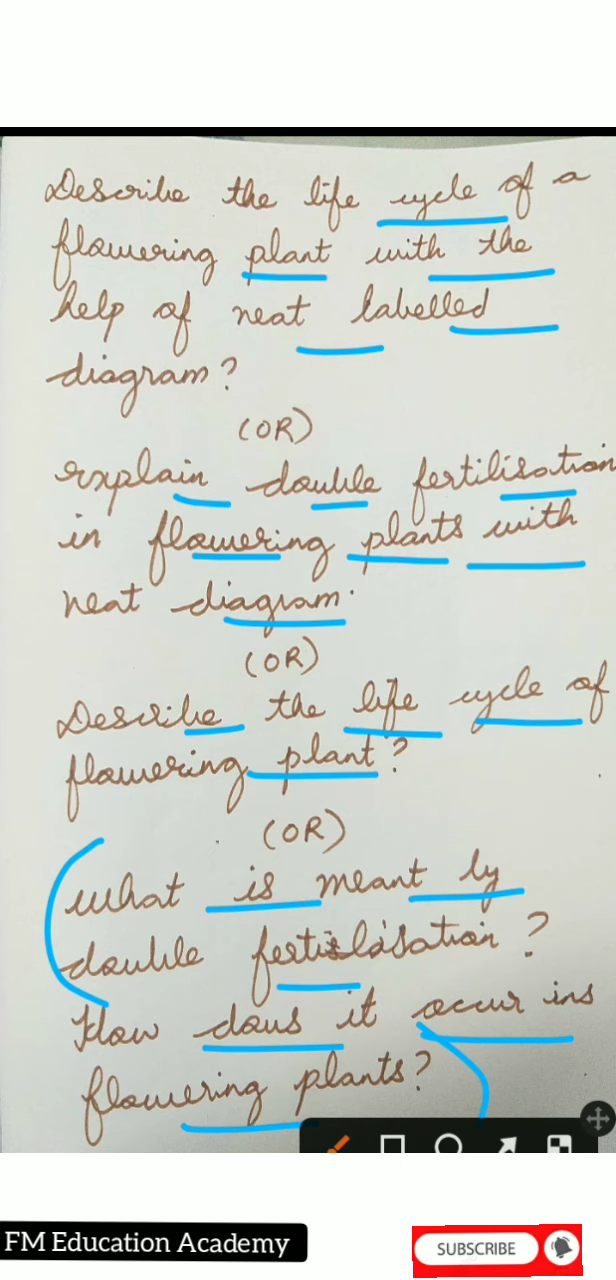 Describe the life cycle of a
flowering plant with the
help of neat labelled
diagram?
(OR)
explain double fertilisation
in flowering plants with
neat diagram.
(OR)
Describe the life cycle of
flowering plant?
(OR)
what is meant by
double fertilisation?
How dous it occur ins
flowering plants?
FM Education Academy
SUBSCRIBE